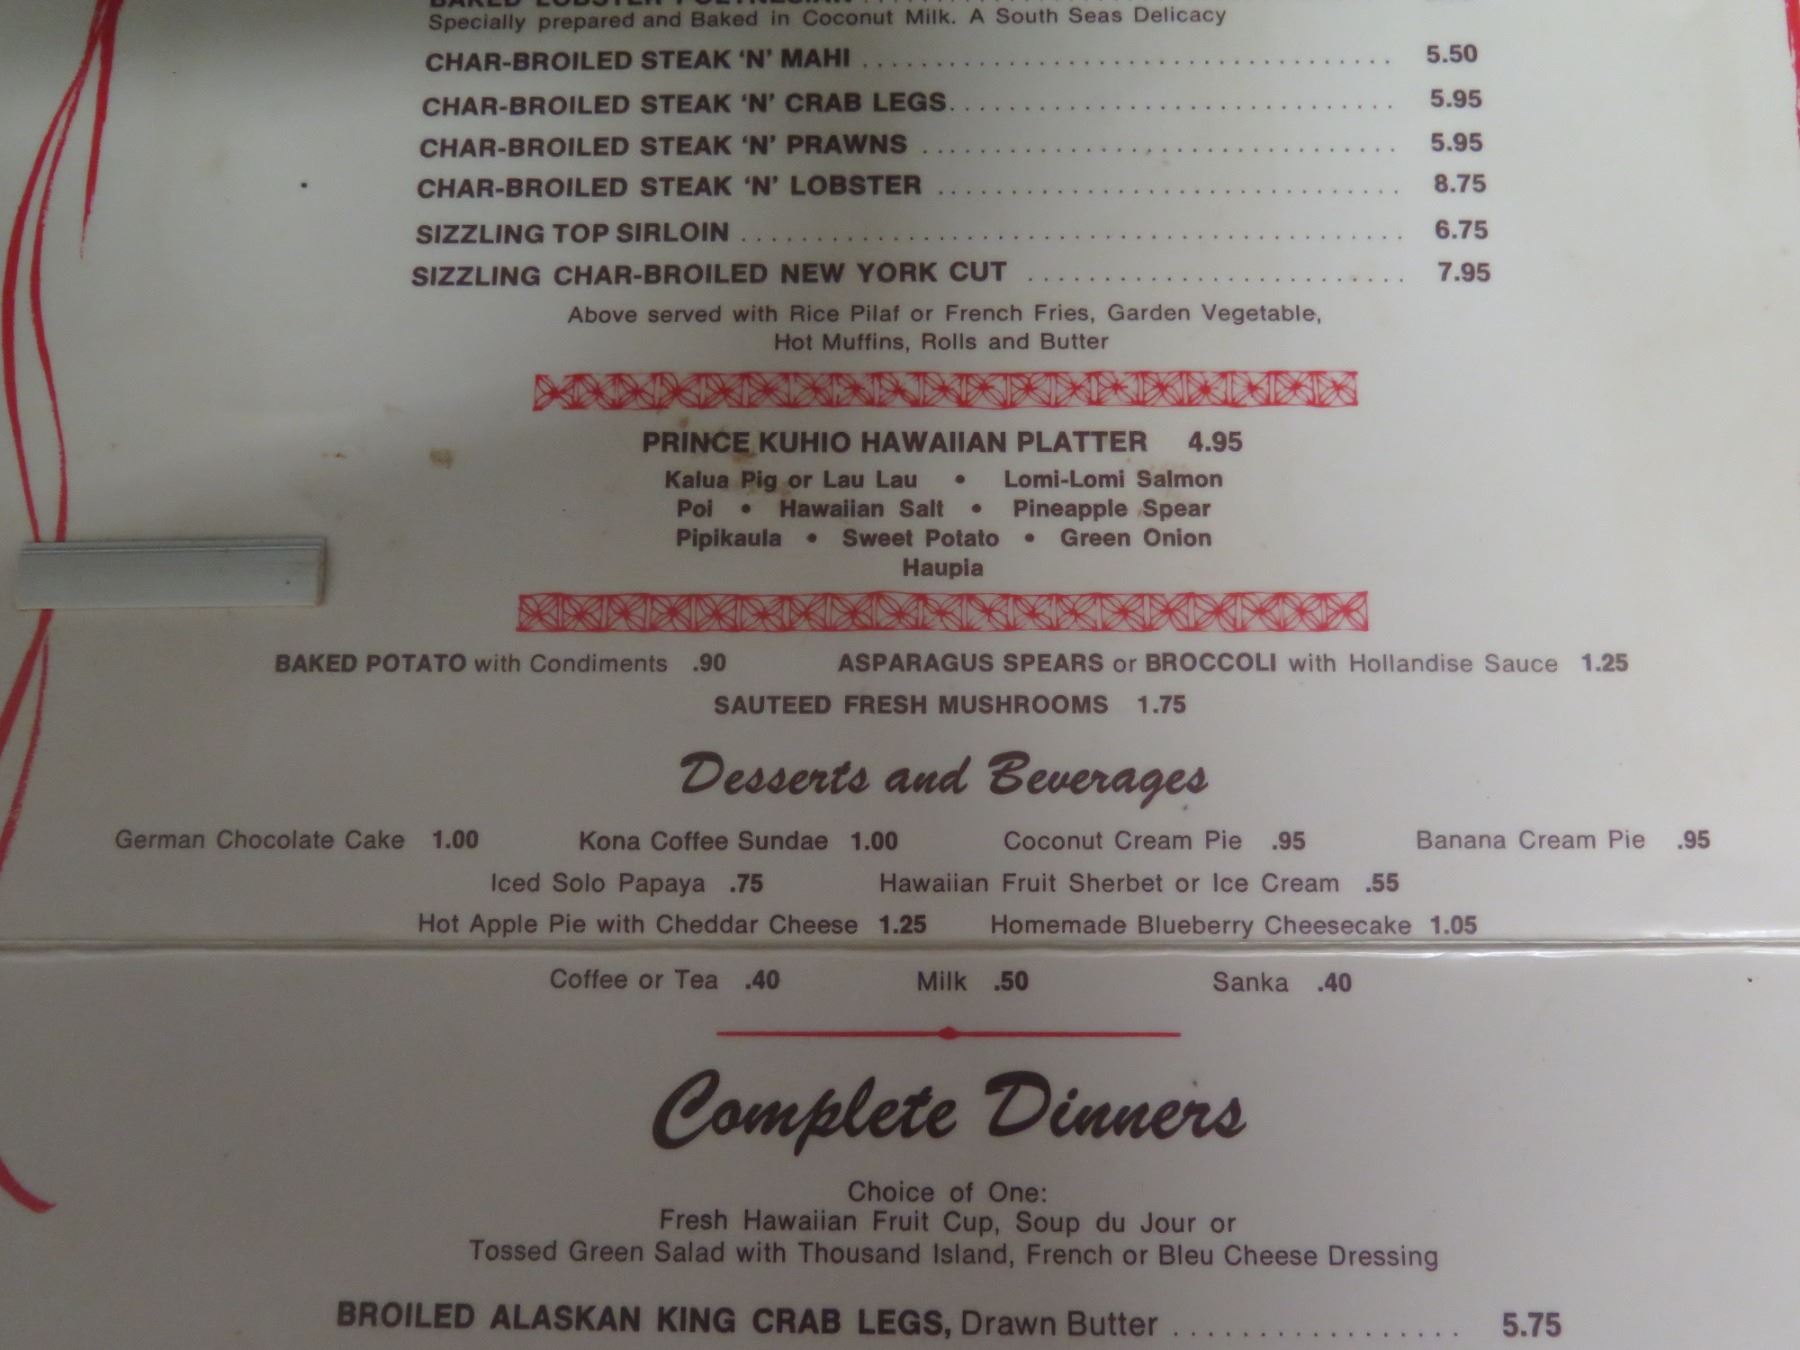 BAKED LOBSTER POLYNESIAN
Specially prepared and Baked in Coconut Milk. A South Seas Delicacy
CHAR-BROILED STEAK 'N' MAHI 5.50
CHAR-BROILED STEAK 'N' CRAB LEGS 5.95
CHAR-BROILED STEAK 'N' PRAWNS 5.95
CHAR-BROILED STEAK 'N' LOBSTER 8.75
SIZZLING TOP SIRLOIN 6.75
SIZZLING CHAR-BROILED NEW YORK CUT 7.95
Above served with Rice Pilaf or French Fries, Garden Vegetable,
Hot Muffins, Rolls and Butter
PRINCE KUHIO HAWAIIAN PLATTER 4.95
Kalua Pig or Lau Lau • Lomi-Lomi Salmon
Poi • Hawaiian Salt • Pineapple Spear
Pipikaula • Sweet Potato • Green Onion
Haupia
BAKED POTATO with Condiments .90 ASPARAGUS SPEARS or BROCCOLI with Hollandise Sauce 1.25
SAUTEED FRESH MUSHROOMS 1.75
Desserts and Beverages
German Chocolate Cake 1.00 Kona Coffee Sundae 1.00 Coconut Cream Pie .95 Banana Cream Pie .95
Iced Solo Papaya .75 Hawaiian Fruit Sherbet or Ice Cream .55
Hot Apple Pie with Cheddar Cheese 1.25 Homemade Blueberry Cheesecake 1.05
Coffee or Tea .40 Milk .50 Sanka .40
Complete Dinners
Choice of One:
Fresh Hawaiian Fruit Cup, Soup du Jour or
Tossed Green Salad with Thousand Island, French or Bleu Cheese Dressing
BROILED ALASKAN KING CRAB LEGS, Drawn Butter 5.75